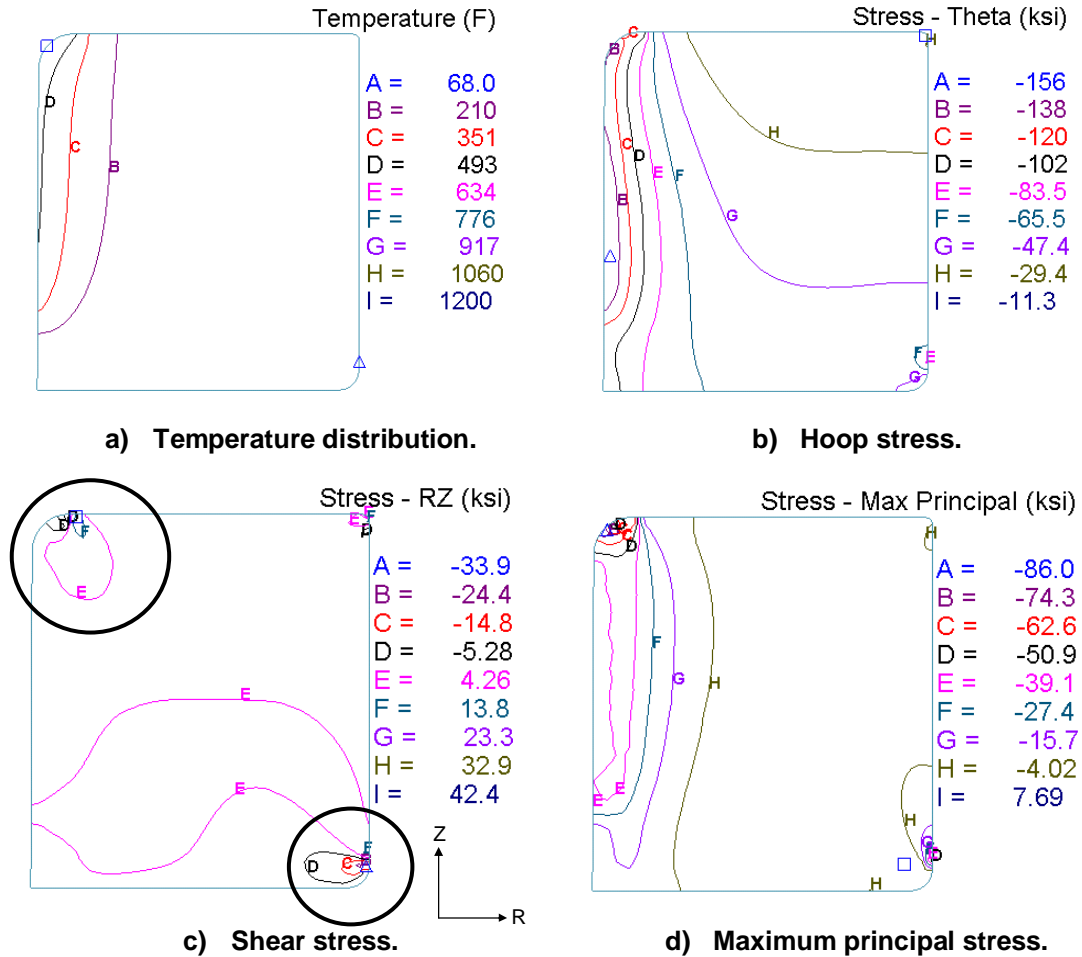 Temperature (F)
A = 68.0
B = 210
C = 351
D = 493
E = 634
F = 776
G = 917
H = 1060
I = 1200
D
C
B
a) Temperature distribution.
Stress - Theta (ksi)
A = -156
B = -138
C = -120
D = -102
E = -83.5
F = -65.5
G = -47.4
H = -29.4
I = -11.3
C
B
H
H
C
D
E
F
B
G
F
E
G
b) Hoop stress.
Stress - RZ (ksi)
A = -33.9
B = -24.4
C = -14.8
D = -5.28
E = 4.26
F = 13.8
G = 23.3
H = 32.9
I = 42.4
E
D
F
E
E
F
D
E
E
F
D
C
Z
R
c) Shear stress.
Stress - Max Principal (ksi)
A = -86.0
B = -74.3
C = -62.6
D = -50.9
E = -39.1
F = -27.4
G = -15.7
H = -4.02
I = 7.69
D
B
C
D
H
F
G
H
E
E
H
G
D
H
d) Maximum principal stress.